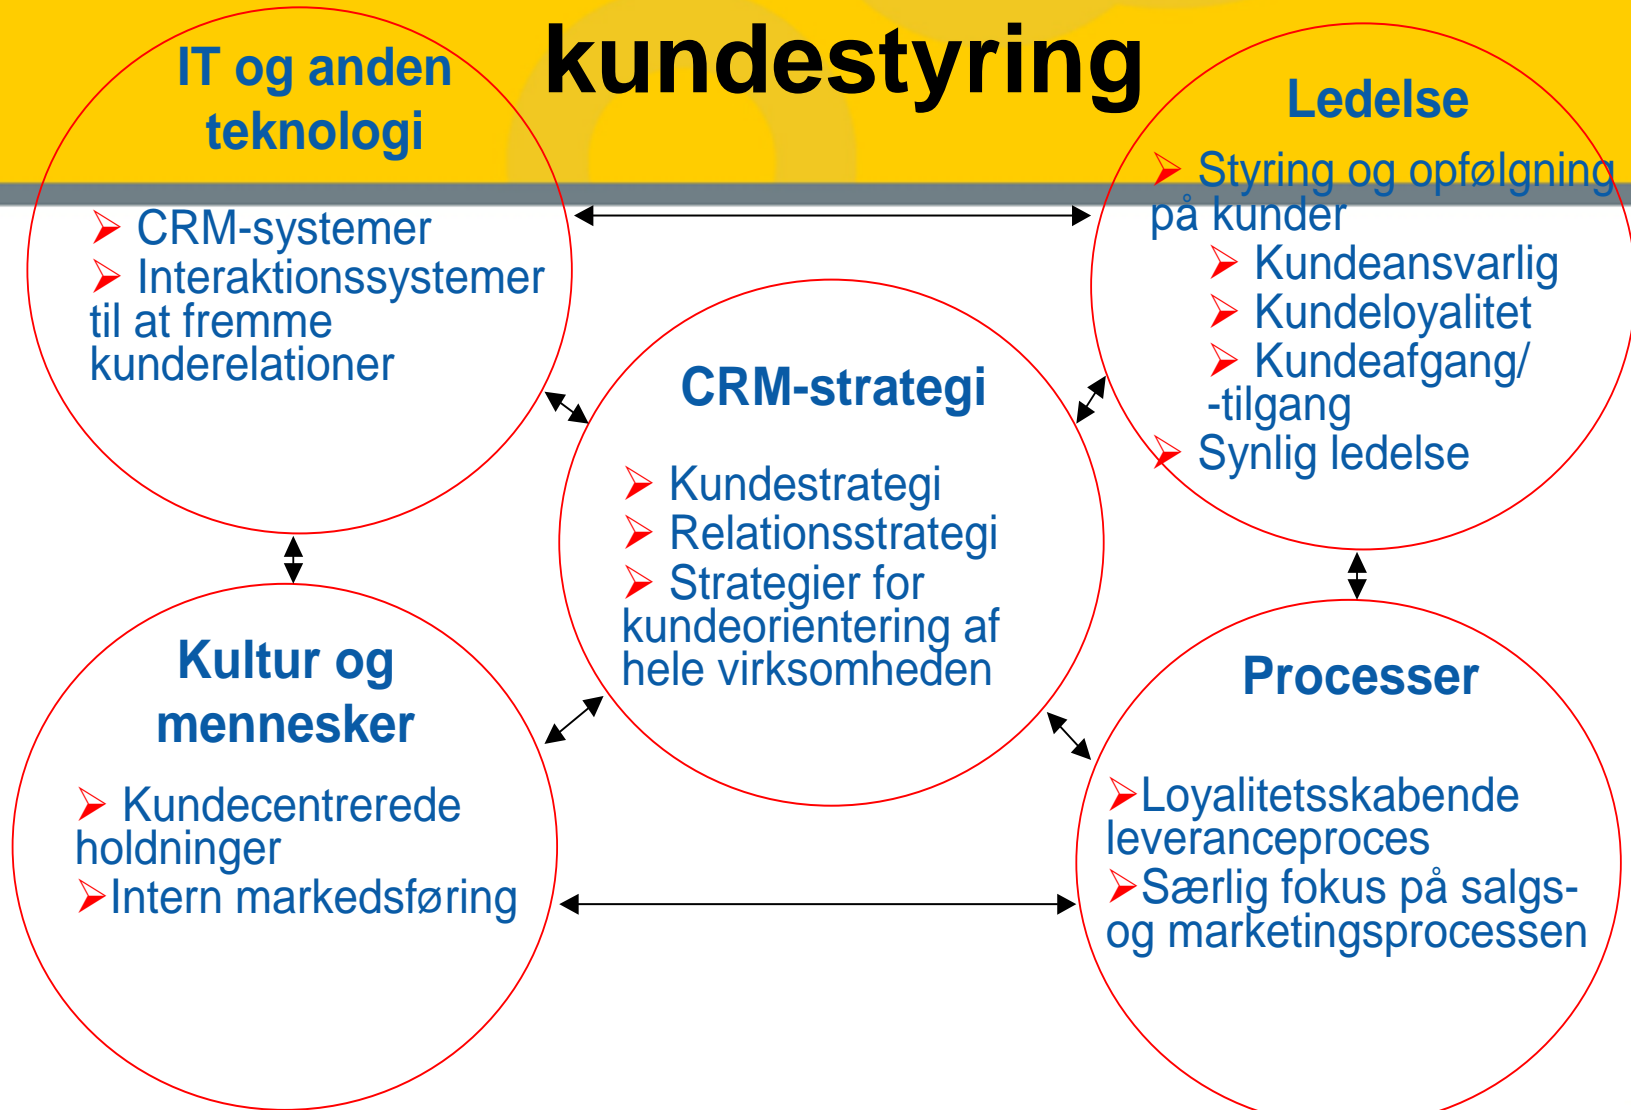 kundestyring
IT og anden
teknologi
CRM-systemer
Interaktionssystemer
til at fremme
kunderelationer
Ledelse
Styring og opfølgning
på kunder
Kundeansvarlig
Kundeloyalitet
Kundeafgang/
-tilgang
Synlig ledelse
CRM-strategi
Kundestrategi
Relationsstrategi
Strategier for
kundeorientering af
hele virksomheden
Kultur og
mennesker
Kundecentrerede
holdninger
Intern markedsføring
Processer
Loyalitetsskabende
leveranceproces
Særlig fokus på salgs-
og marketingsprocessen